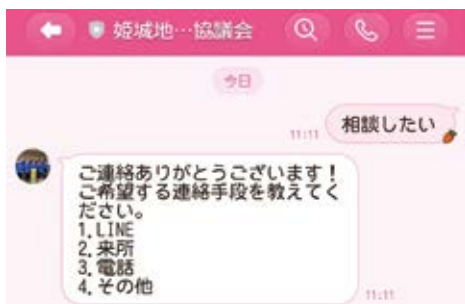 姫城地…協議会
今日
相談したい
11:11
ご連絡ありがとうございます！
ご希望する連絡手段を教えてく
ださい。
1, LINE
2, 来所
3, 電話
4, その他
11:11